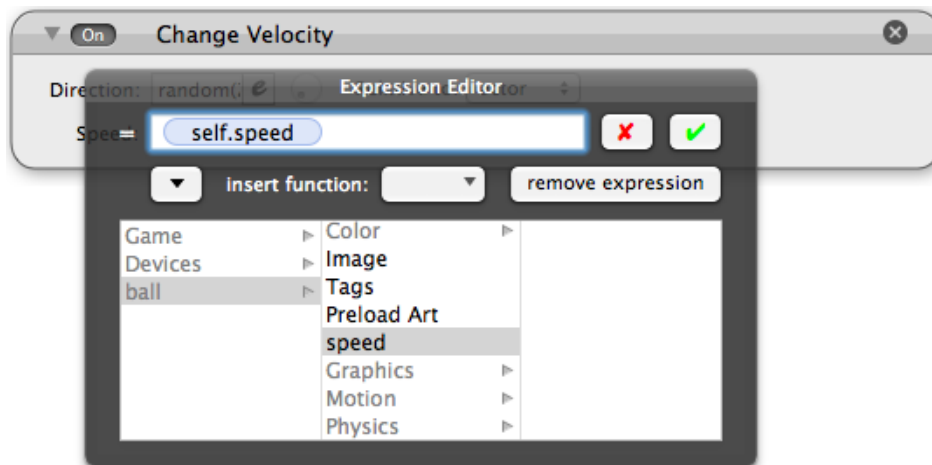 On Change Velocity
Direction: random(. e
Expression Editor
Speed = self.speed ✘ ✔
insert function: remove expression
Game
Devices
ball
Color
Image
Tags
Preload Art
speed
Graphics
Motion
Physics